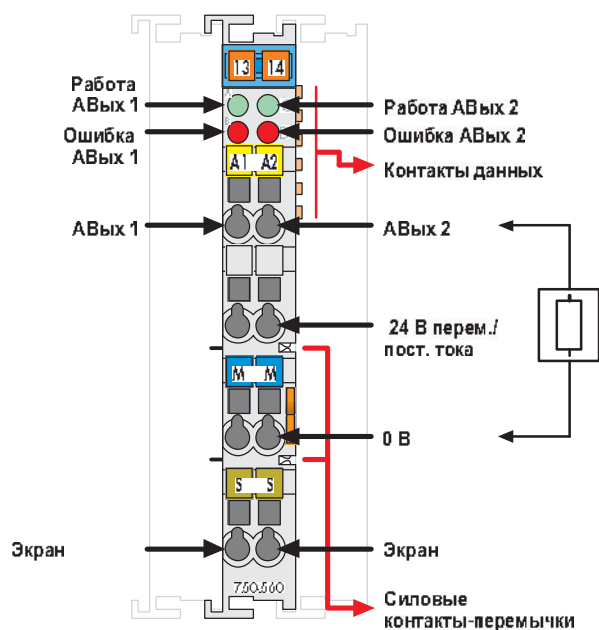 13 14
Работа
АВых 1
Работа АВых 2
Ошибка
АВых 1
Ошибка АВых 2
A
B
A1 A2
Контакты данных
АВых 1
АВых 2
24 В перем./
пост. тока
M M
0 В
S S
Экран
Экран
750-560
Силовые
контакты-перемычки